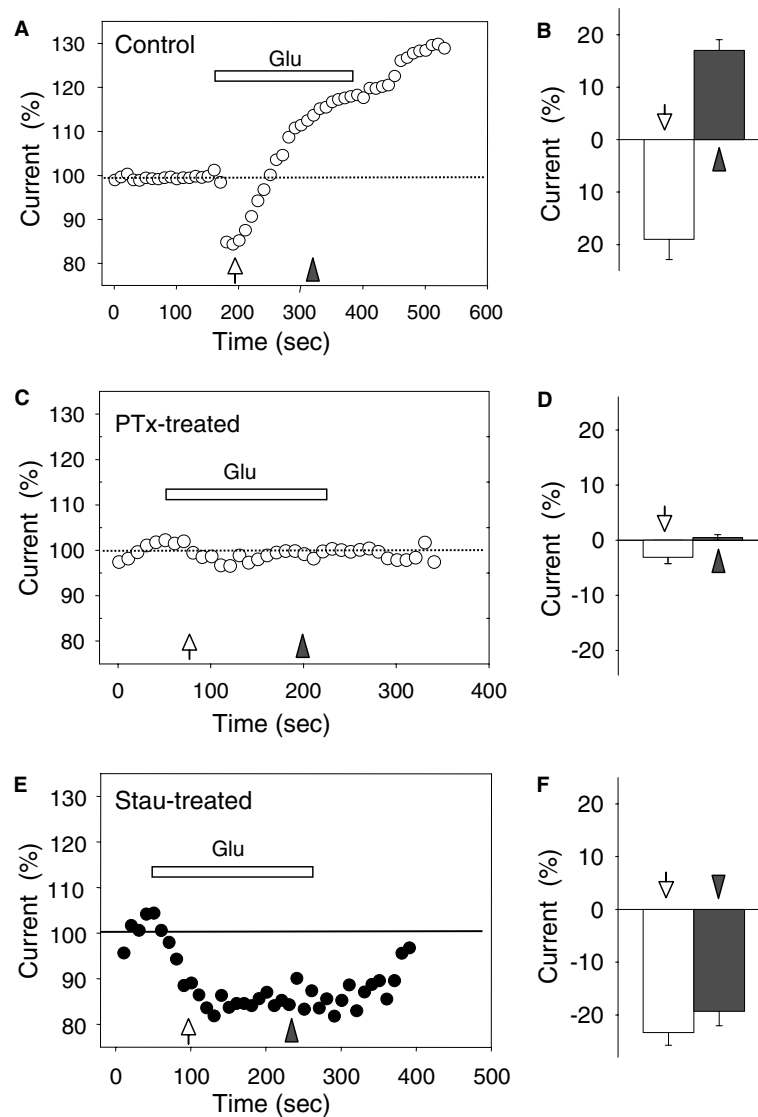 A
Control
Glu
130
120
110
100
90
80
Current (%)
0 100 200 300 400 500 600
Time (sec)
B
20
10
0
10
20
Current (%)
C
PTx-treated
Glu
130
120
110
100
90
80
Current (%)
0 100 200 300 400
Time (sec)
D
20
10
0
-10
-20
Current (%)
E
Stau-treated
Glu
130
120
110
100
90
80
Current (%)
0 100 200 300 400 500
Time (sec)
F
20
10
0
-10
-20
Current (%)